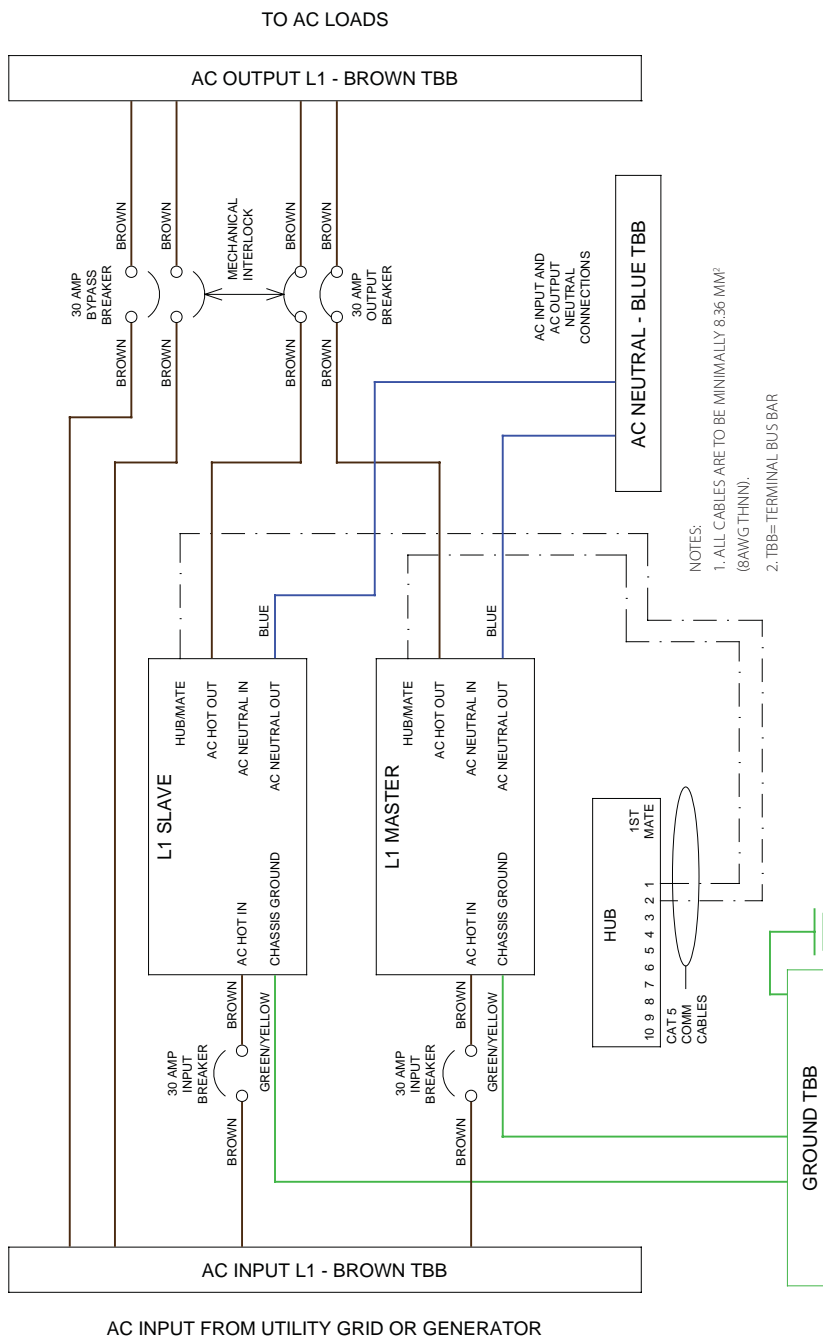 TO AC LOADS
AC OUTPUT L1 - BROWN TBB
BROWN
BROWN
BROWN
BROWN
30 AMP
BYPASS
BREAKER
MECHANICAL
INTERLOCK
30 AMP
OUTPUT
BREAKER
BROWN
BROWN
BROWN
BROWN
AC INPUT AND
AC OUTPUT
NEUTRAL
CONNECTIONS
AC NEUTRAL - BLUE TBB
NOTES:
1. ALL CABLES ARE TO BE MINIMALLY 8.36 MM²
(8AWG THNN).
2. TBB= TERMINAL BUS BAR
BLUE
BLUE
L1 SLAVE
HUB/MATE
AC HOT OUT
AC NEUTRAL IN
AC NEUTRAL OUT
AC HOT IN
CHASSIS GROUND
L1 MASTER
HUB/MATE
AC HOT OUT
AC NEUTRAL IN
AC NEUTRAL OUT
AC HOT IN
CHASSIS GROUND
HUB
1ST
MATE
10 9 8 7 6 5 4 3 2 1
CAT 5
COMM
CABLES
30 AMP
INPUT
BREAKER
BROWN
BROWN
GREEN/YELLOW
30 AMP
INPUT
BREAKER
BROWN
BROWN
GREEN/YELLOW
GROUND TBB
AC INPUT L1 - BROWN TBB
AC INPUT FROM UTILITY GRID OR GENERATOR